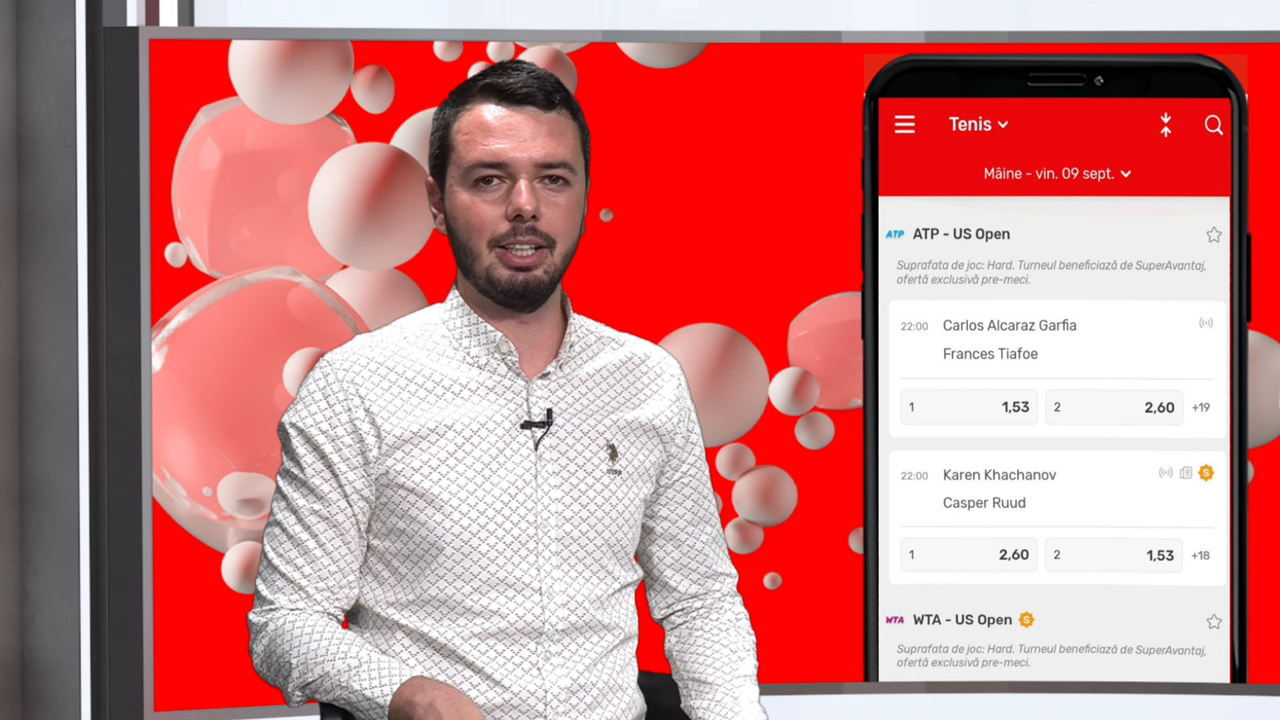 Tenis
Mâine - vin. 09 sept.
ATP ATP - US Open
Suprafata de joc: Hard. Turneul beneficiază de SuperAvantaj,
ofertă exclusivă pre-meci.
22:00 Carlos Alcaraz Garfia
Frances Tiafoe
1 1,53 2 2,60 +19
22:00 Karen Khachanov S
Casper Ruud
1 2,60 2 1,53 +18
WTA WTA - US Open S
Suprafata de joc: Hard. Turneul beneficiază de SuperAvantaj,
ofertă exclusivă pre-meci.